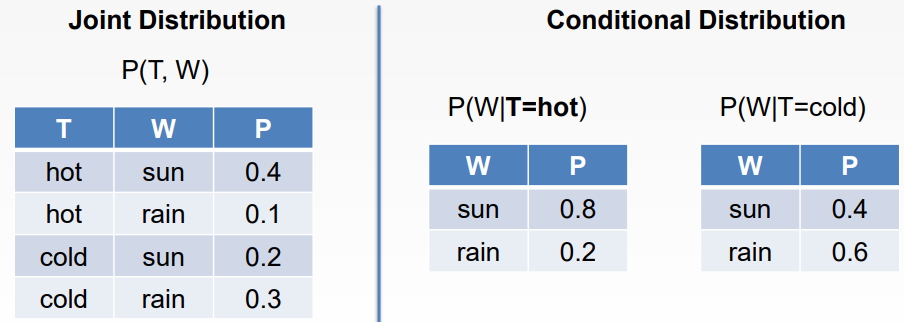 Joint Distribution
P(T, W)
T W P
hot sun 0.4
hot rain 0.1
cold sun 0.2
cold rain 0.3
Conditional Distribution
P(W|T=hot)
W P
sun 0.8
rain 0.2
P(W|T=cold)
W P
sun 0.4
rain 0.6